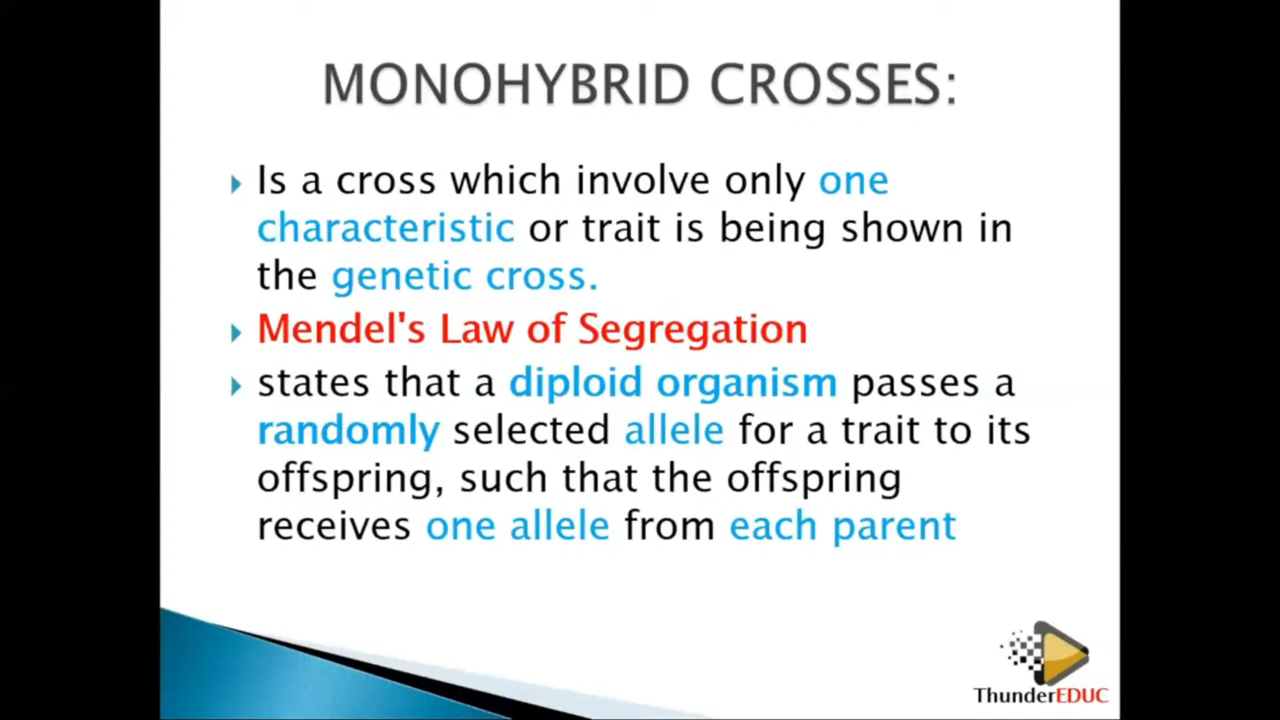 MONOHYBRID CROSSES:
Is a cross which involve only one
characteristic or trait is being shown in
the genetic cross.
Mendel's Law of Segregation
states that a diploid organism passes a
randomly selected allele for a trait to its
offspring, such that the offspring
receives one allele from each parent
ThunderEDUC